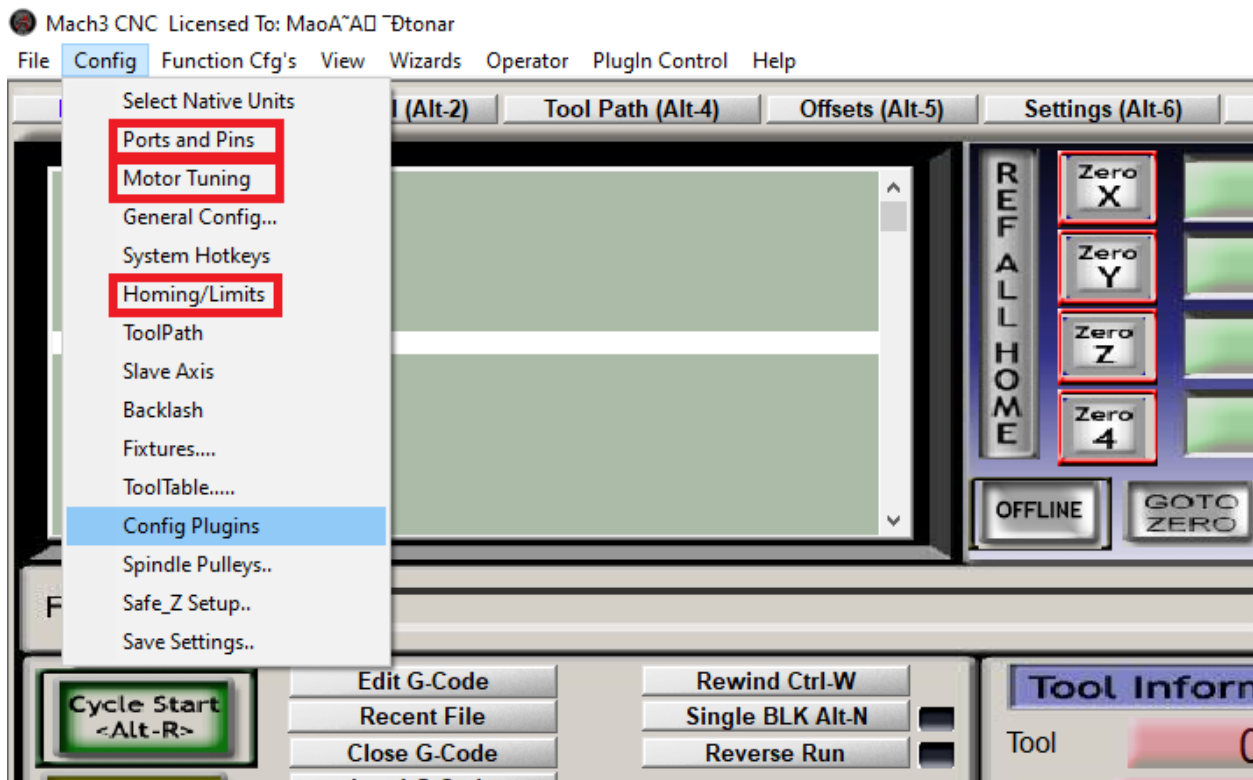 Mach3 CNC Licensed To: MaoA˜A▯ ¯Ðtonar
File Config Function Cfg's View Wizards Operator PlugIn Control Help
(Alt-2) Tool Path (Alt-4) Offsets (Alt-5) Settings (Alt-6)
Select Native Units
Ports and Pins
Motor Tuning
General Config...
System Hotkeys
Homing/Limits
ToolPath
Slave Axis
Backlash
Fixtures....
ToolTable.....
Config Plugins
Spindle Pulleys..
Safe_Z Setup..
Save Settings..
REF ALL HOME
Zero
X
Zero
Y
Zero
Z
Zero
4
OFFLINE
GOTO
ZERO
Cycle Start
<Alt-R>
Edit G-Code
Recent File
Close G-Code
Rewind Ctrl-W
Single BLK Alt-N
Reverse Run
Tool Inform
Tool 0